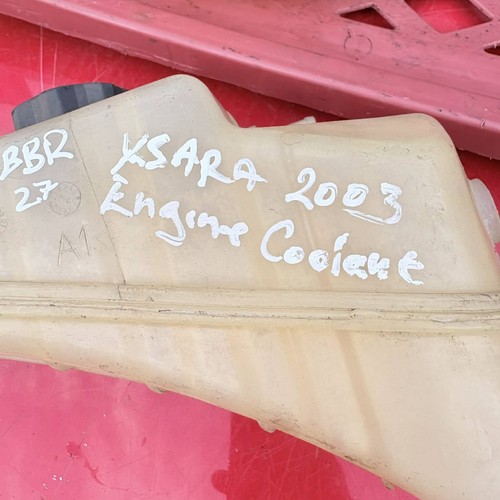 BBR
27
XSARA 2003
Engine Coolant
A1